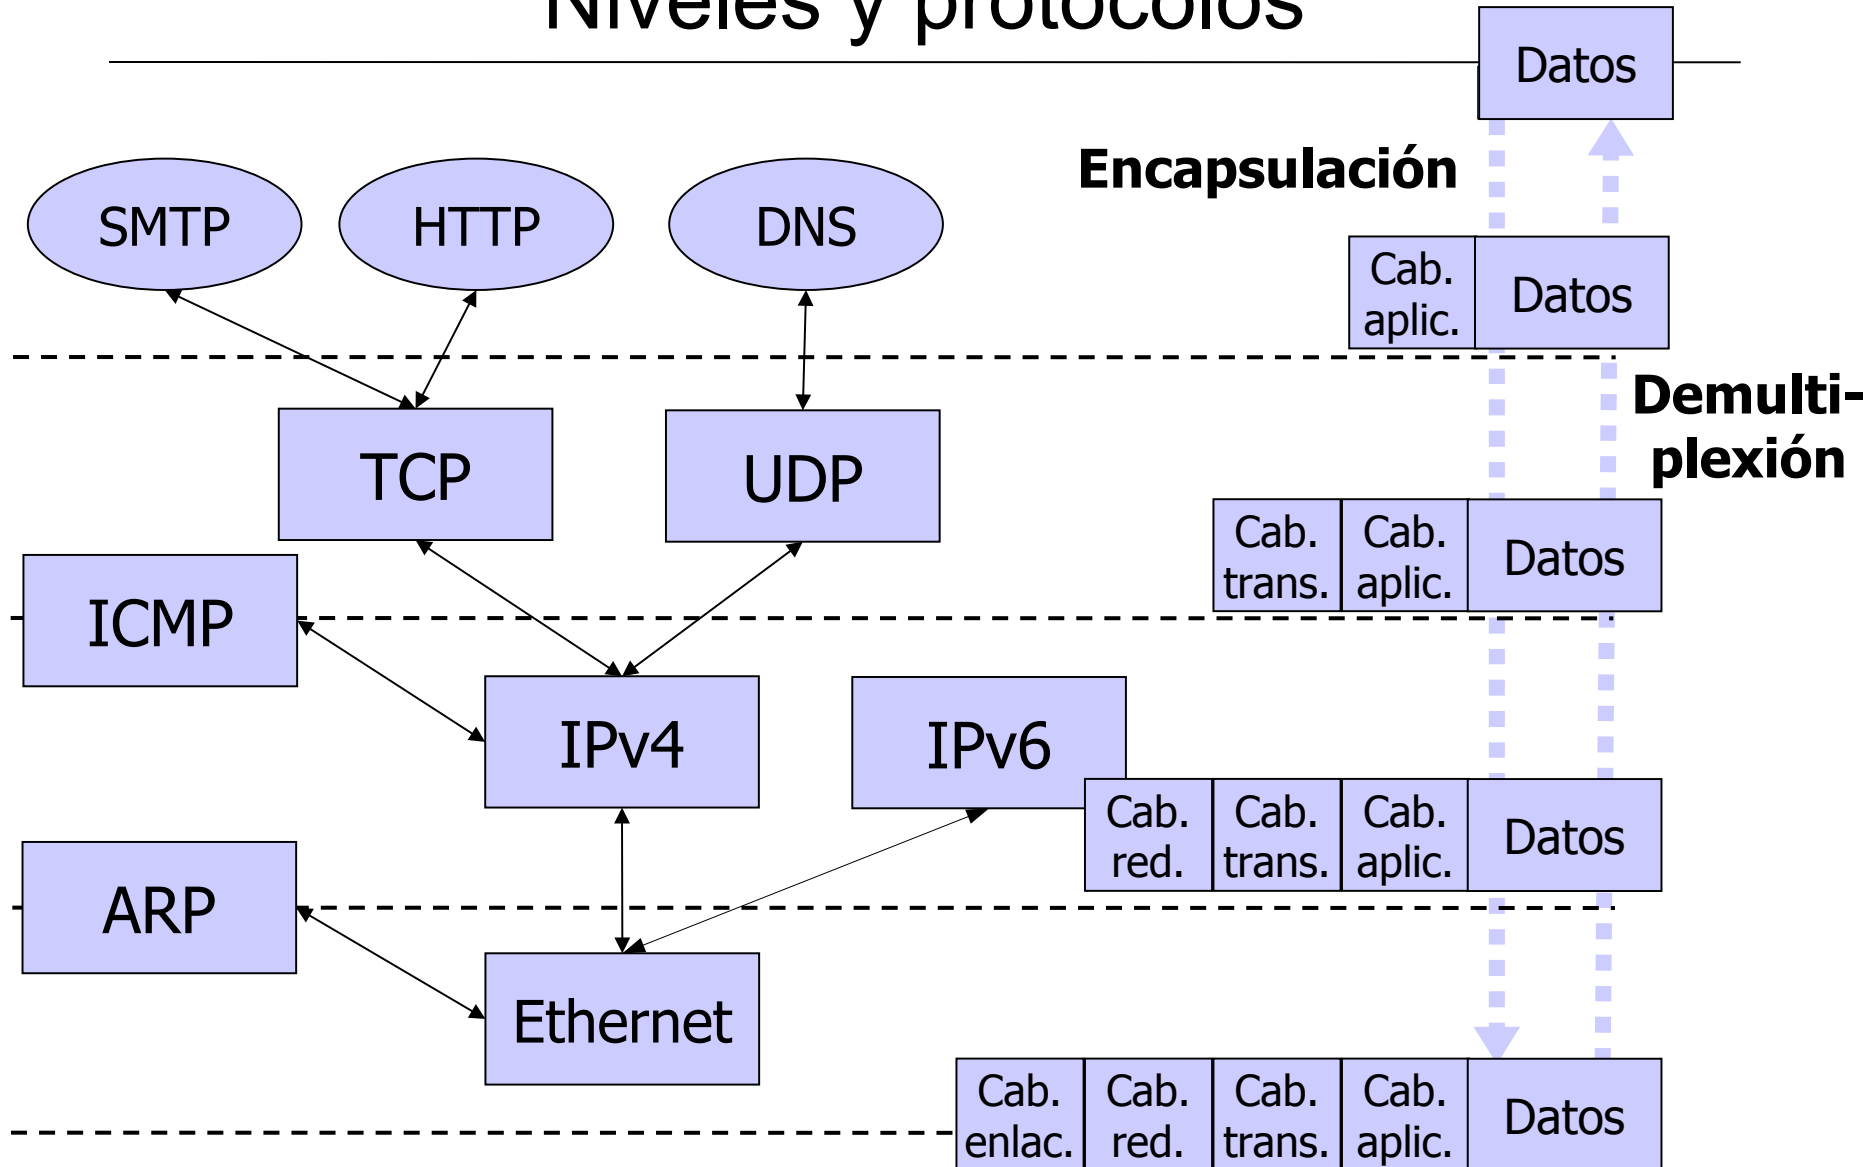 Niveles y protocolos
Datos
Encapsulación
SMTP
HTTP
DNS
Cab.
aplic.
Datos
Demulti-
plexión
TCP
UDP
Cab.
trans.
Cab.
aplic.
Datos
ICMP
IPv4
IPv6
Cab.
red.
Cab.
trans.
Cab.
aplic.
Datos
ARP
Ethernet
Cab.
enlac.
Cab.
red.
Cab.
trans.
Cab.
aplic.
Datos